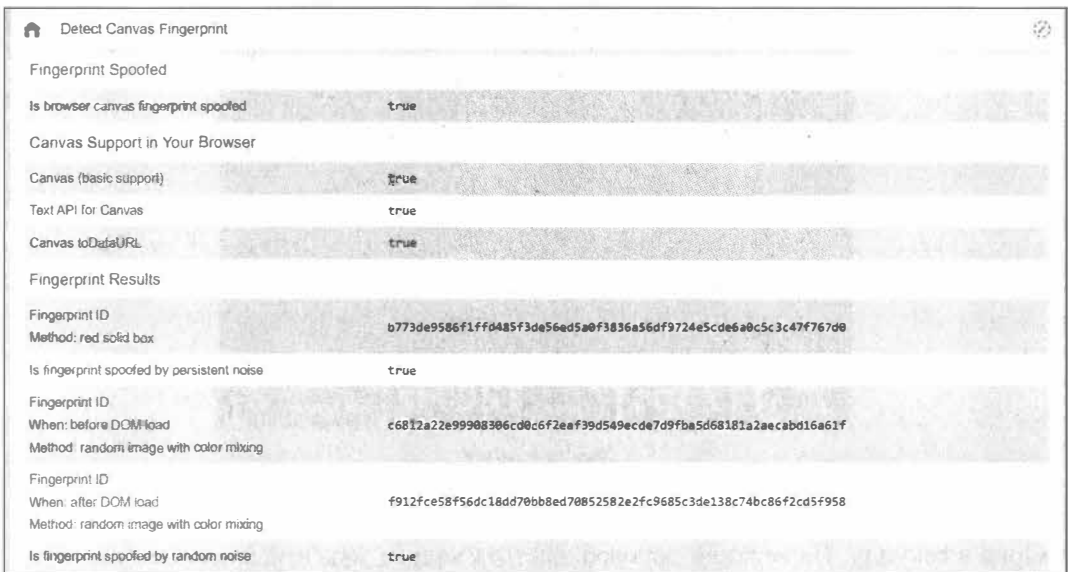 Detect Canvas Fingerprint
Fingerprint Spoofed
Is browser canvas fingerprint spoofed true
Canvas Support in Your Browser
Canvas (basic support) true
Text API for Canvas true
Canvas toDataURL true
Fingerprint Results
Fingerprint ID
Method: red solid box b773de9586f1ffd485f3de56ed5a0f3836a56df9724e5cde6a0c5c3c47f767d0
Is fingerprint spoofed by persistent noise true
Fingerprint ID
When: before DOM load c6812a22e99908306cd0c6f2eaf39d549ecde7d9fba5d68181a2aecabd16a61f
Method: random image with color mixing
Fingerprint ID
When: after DOM load f912fce58f56dc18dd70bb8ed70852582e2fc9685c3de138c74bc86f2cd5f958
Method: random image with color mixing
Is fingerprint spoofed by random noise true